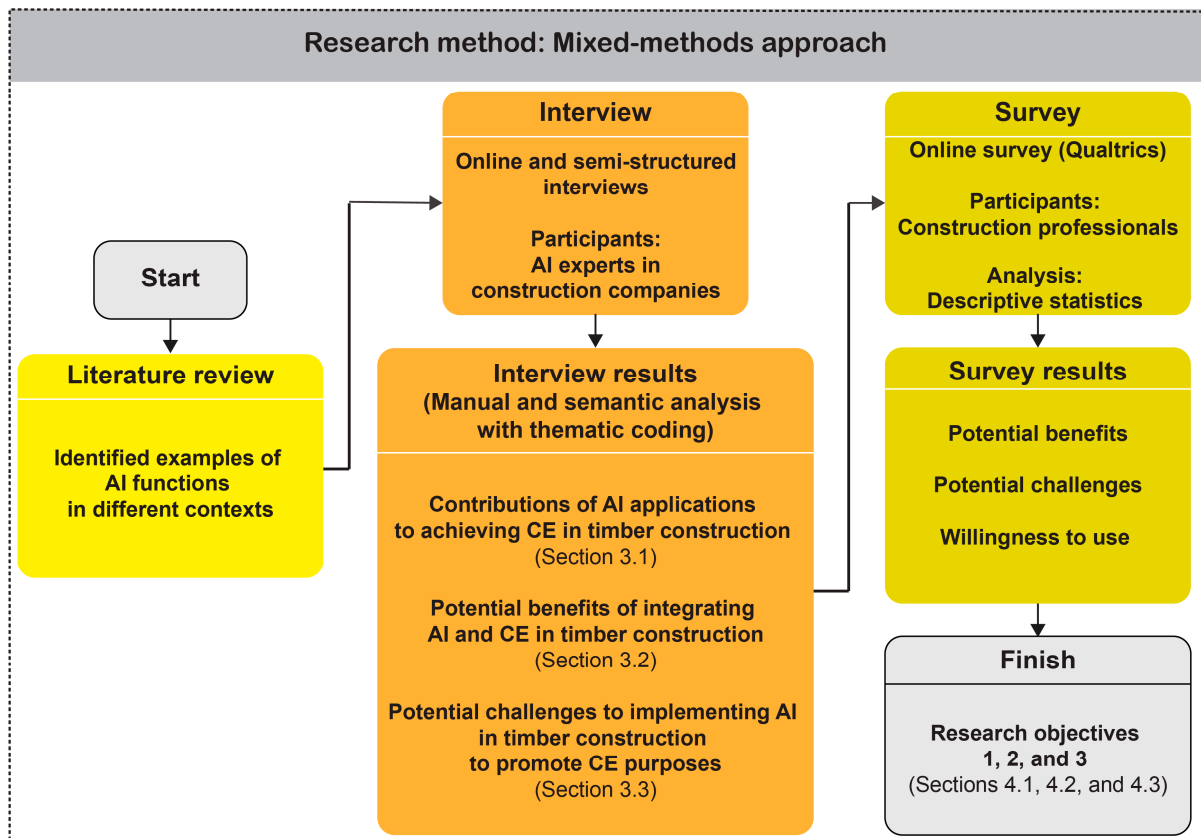 Research method: Mixed-methods approach
Start
Literature review
Identified examples of
AI functions
in different contexts
Interview
Online and semi-structured
interviews
Participants:
AI experts in
construction companies
Interview results
(Manual and semantic analysis
with thematic coding)
Contributions of AI applications
to achieving CE in timber construction
(Section 3.1)
Potential benefits of integrating
AI and CE in timber construction
(Section 3.2)
Potential challenges to implementing AI
in timber construction
to promote CE purposes
(Section 3.3)
Survey
Online survey (Qualtrics)
Participants:
Construction professionals
Analysis:
Descriptive statistics
Survey results
Potential benefits
Potential challenges
Willingness to use
Finish
Research objectives
1, 2, and 3
(Sections 4.1, 4.2, and 4.3)